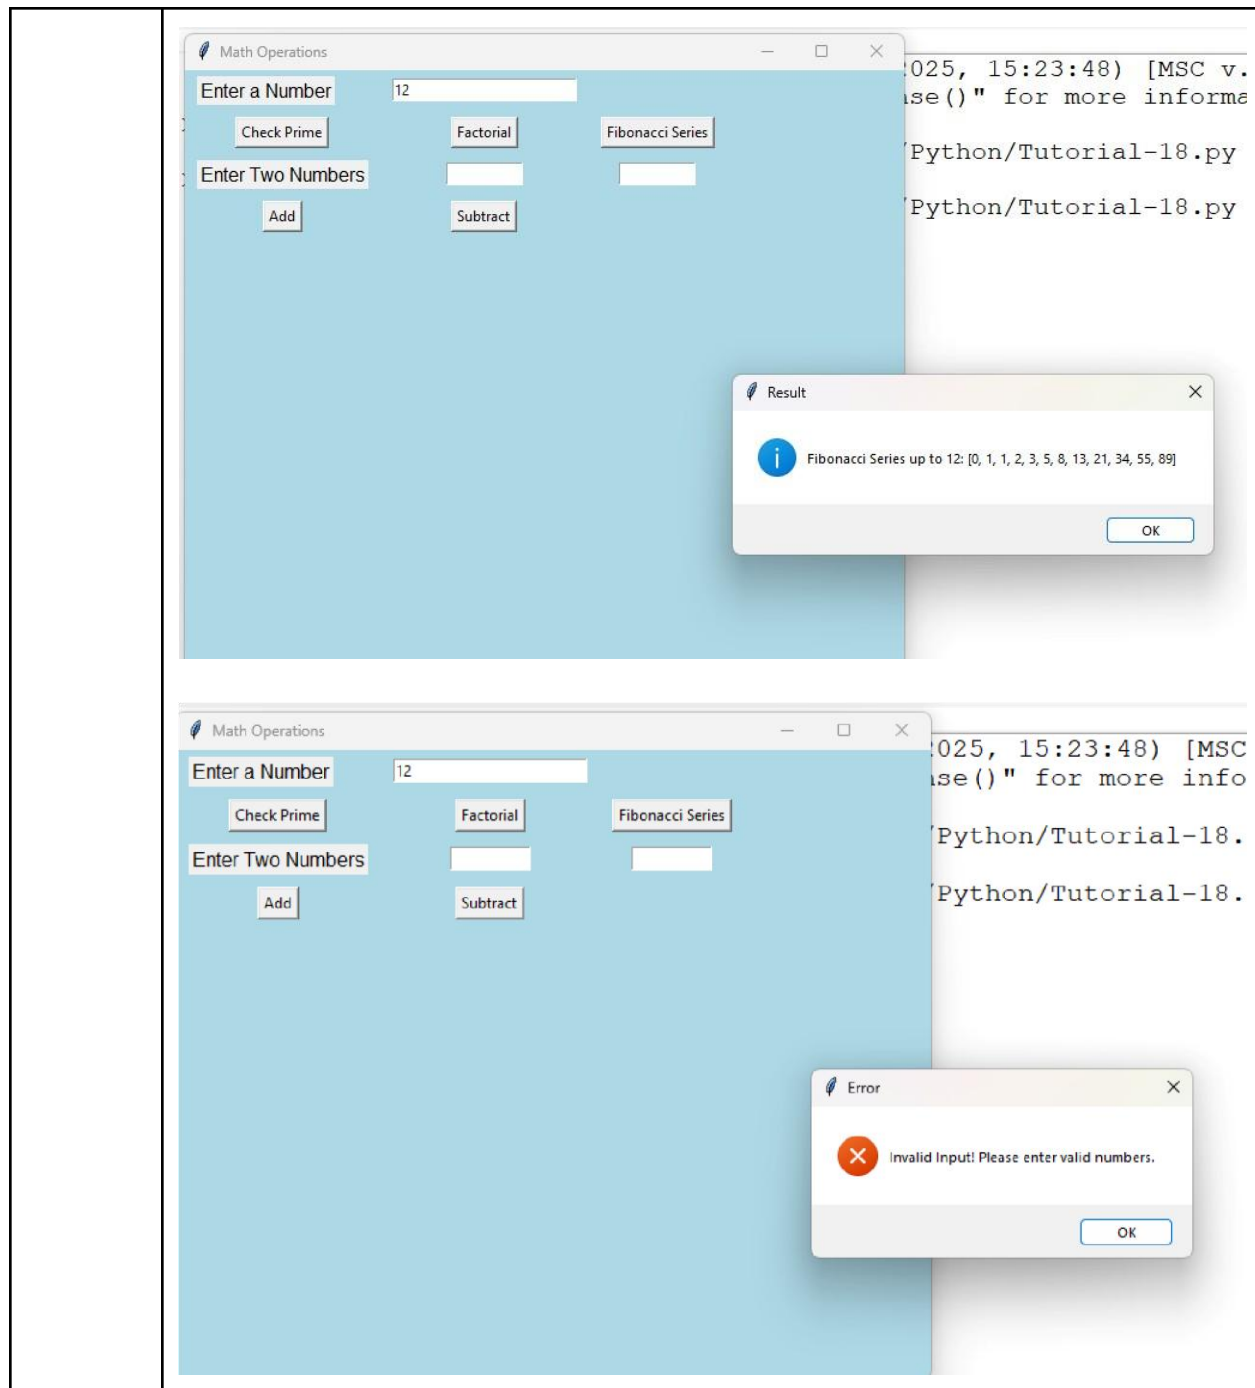 Math Operations
Enter a Number 12
Check Prime Factorial Fibonacci Series
Enter Two Numbers
Add Subtract
025, 15:23:48) [MSC v.
se()" for more informa
/Python/Tutorial-18.py
/Python/Tutorial-18.py
Result
Fibonacci Series up to 12: [0, 1, 1, 2, 3, 5, 8, 13, 21, 34, 55, 89]
OK
Math Operations
Enter a Number 12
Check Prime Factorial Fibonacci Series
Enter Two Numbers
Add Subtract
025, 15:23:48) [MSC
se()" for more info
/Python/Tutorial-18.
/Python/Tutorial-18.
Error
Invalid Input! Please enter valid numbers.
OK